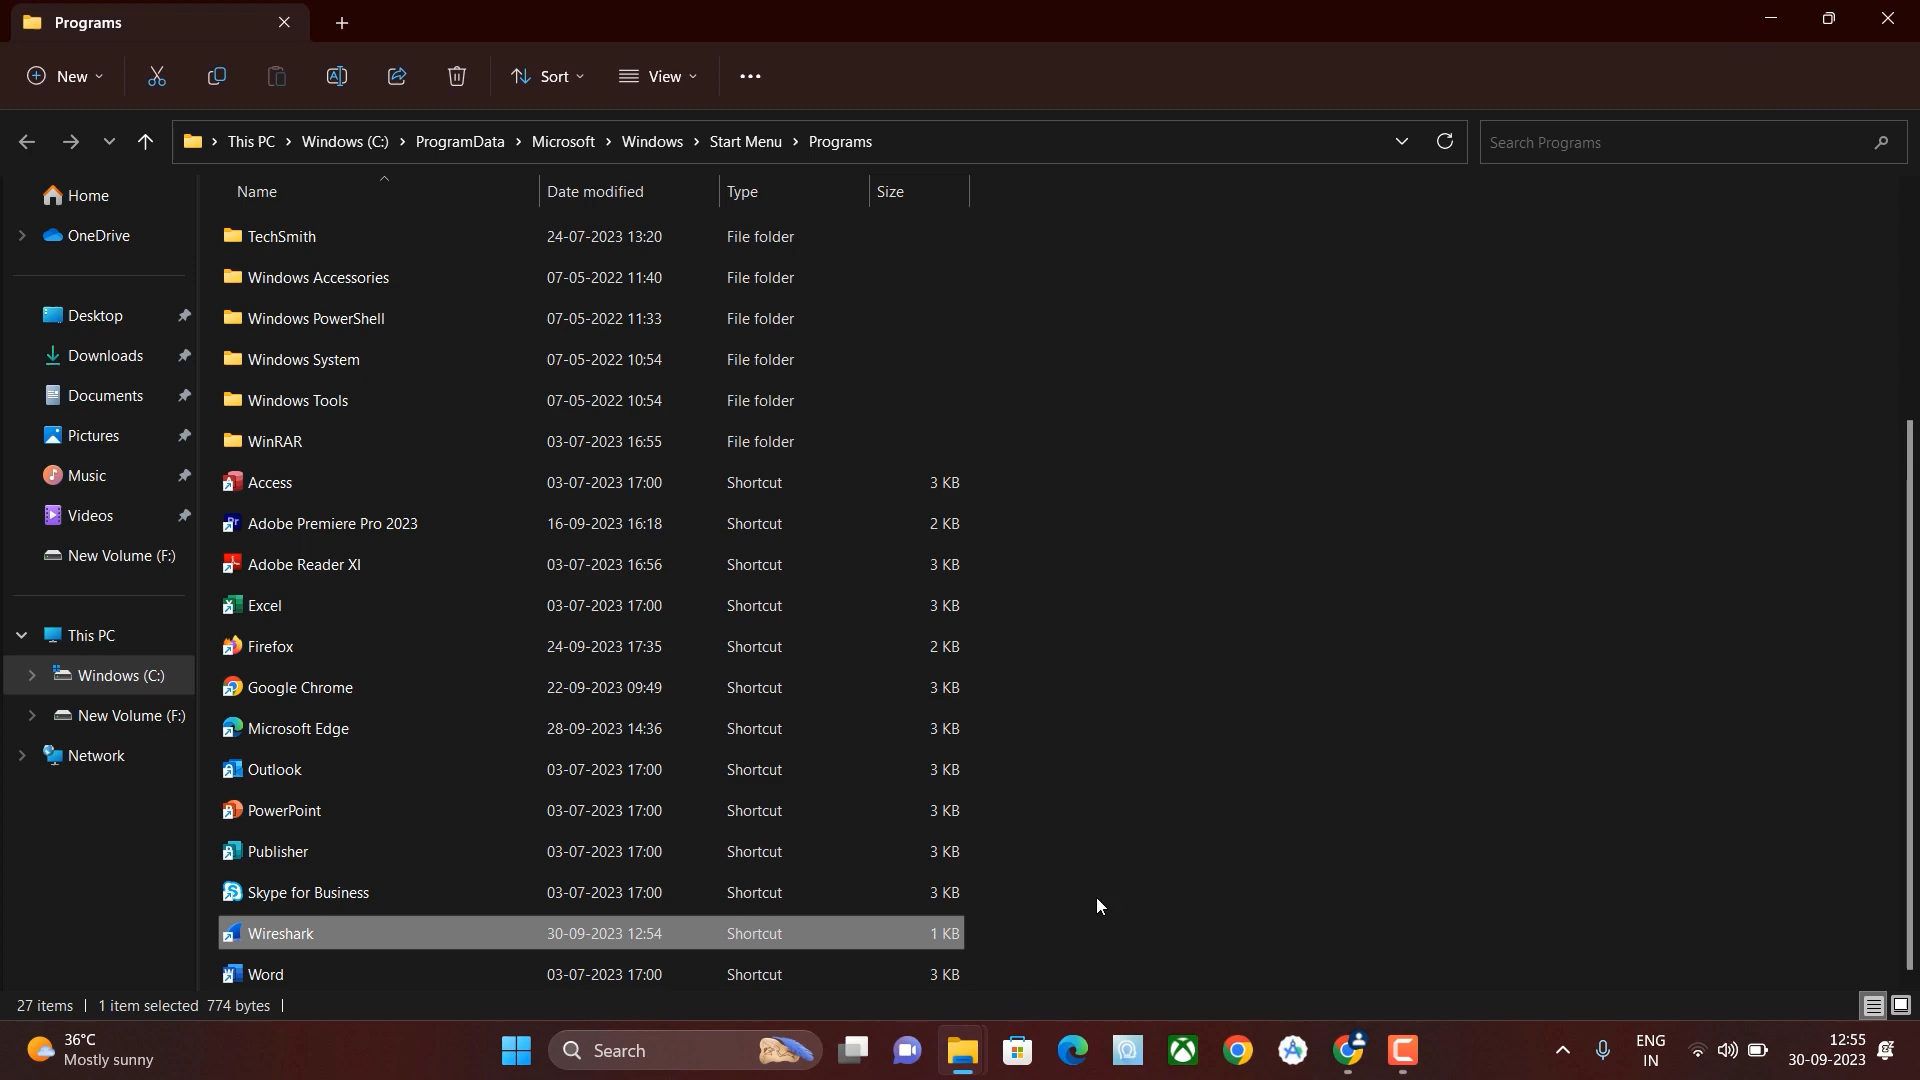 Programs
New
Sort
View
This PC > Windows (C:) > ProgramData > Microsoft > Windows > Start Menu > Programs
Search Programs
Name Date modified Type Size
Home
OneDrive
Desktop
Downloads
Documents
Pictures
Music
Videos
New Volume (F:)
This PC
Windows (C:)
New Volume (F:)
Network
TechSmith 24-07-2023 13:20 File folder
Windows Accessories 07-05-2022 11:40 File folder
Windows PowerShell 07-05-2022 11:33 File folder
Windows System 07-05-2022 10:54 File folder
Windows Tools 07-05-2022 10:54 File folder
WinRAR 03-07-2023 16:55 File folder
Access 03-07-2023 17:00 Shortcut 3 KB
Adobe Premiere Pro 2023 16-09-2023 16:18 Shortcut 2 KB
Adobe Reader XI 03-07-2023 16:56 Shortcut 3 KB
Excel 03-07-2023 17:00 Shortcut 3 KB
Firefox 24-09-2023 17:35 Shortcut 2 KB
Google Chrome 22-09-2023 09:49 Shortcut 3 KB
Microsoft Edge 28-09-2023 14:36 Shortcut 3 KB
Outlook 03-07-2023 17:00 Shortcut 3 KB
PowerPoint 03-07-2023 17:00 Shortcut 3 KB
Publisher 03-07-2023 17:00 Shortcut 3 KB
Skype for Business 03-07-2023 17:00 Shortcut 3 KB
Wireshark 30-09-2023 12:54 Shortcut 1 KB
Word 03-07-2023 17:00 Shortcut 3 KB
27 items | 1 item selected 774 bytes |
36°C
Mostly sunny
Search
ENG
IN
12:55
30-09-2023